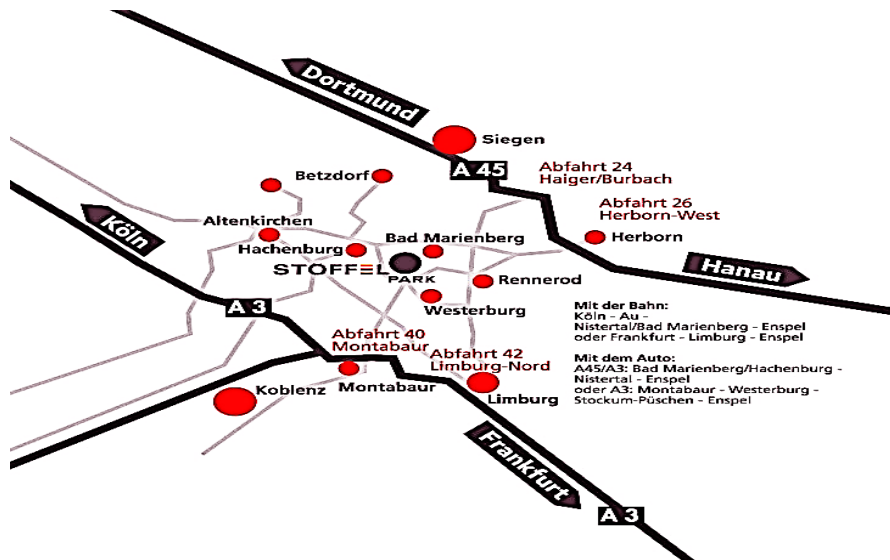 Dortmund
Siegen
A 45
Abfahrt 24
Haiger/Burbach
Betzdorf
Abfahrt 26
Herborn-West
Köln
Altenkirchen
Herborn
Hachenburg
Bad Marienberg
Hanau
STÖFFEL
PARK
Rennerod
Westerburg
A 3
Mit der Bahn:
Köln - Au -
Nistertal/Bad Marienberg - Enspel
oder Frankfurt - Limburg - Enspel
Abfahrt 40
Montabaur
Abfahrt 42
Limburg-Nord
Mit dem Auto:
A45/A3: Bad Marienberg/Hachenburg -
Nistertal - Enspel
oder A3: Montabaur - Westerburg -
Stockum-Püschen - Enspel
Koblenz
Montabaur
Limburg
Frankfurt
A 3